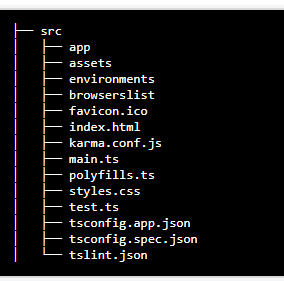 ├── src
│   ├── app
│   ├── assets
│   ├── environments
│   ├── browserslist
│   ├── favicon.ico
│   ├── index.html
│   ├── karma.conf.js
│   ├── main.ts
│   ├── polyfills.ts
│   ├── styles.css
│   ├── test.ts
│   ├── tsconfig.app.json
│   ├── tsconfig.spec.json
│   └── tslint.json